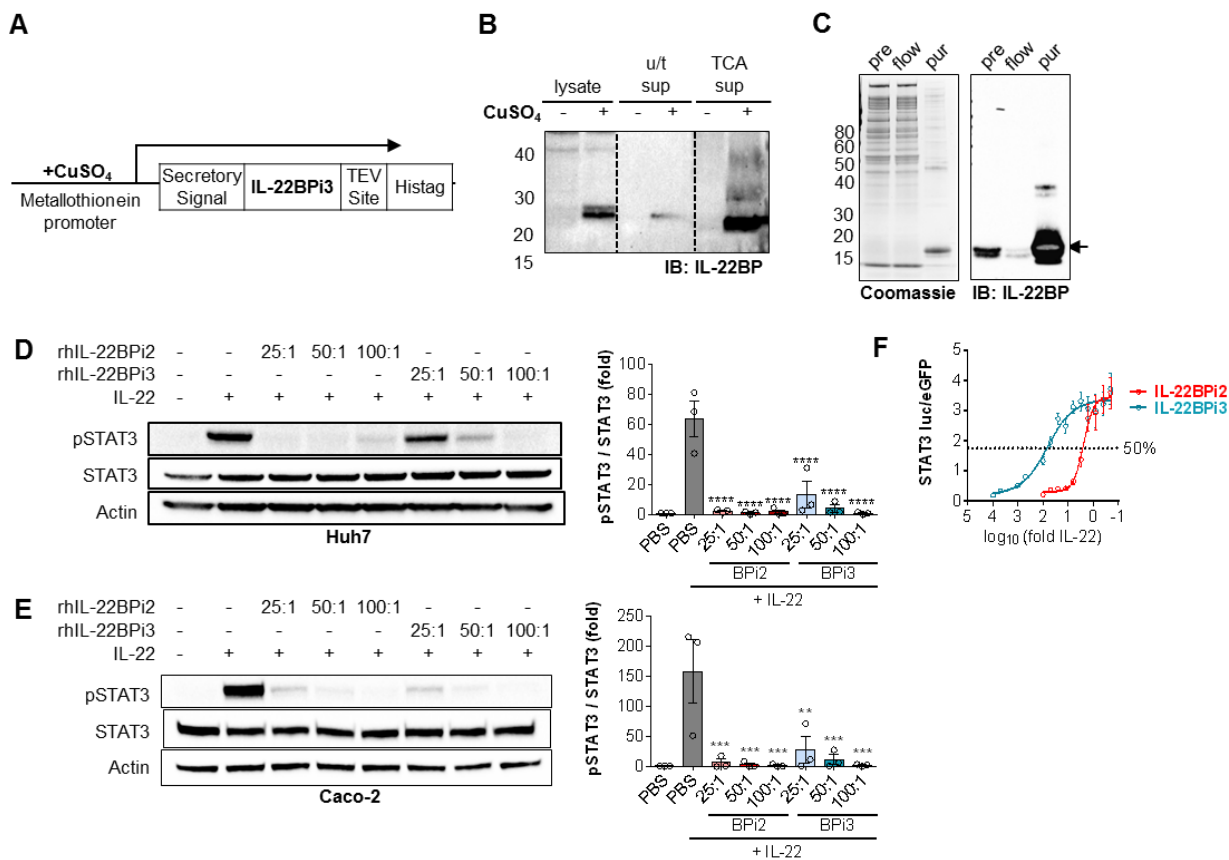 A
+CuSO₄
Metallothionein
promoter
Secretory
Signal
IL-22BPi3
TEV
Site
Histag
B
lysate
u/t
sup
TCA
sup
CuSO₄ - + - + - +
40
30
20
15
IB: IL-22BP
C
pre flow pur pre flow pur
80
60
50
40
30
20
15
Coomassie
IB: IL-22BP
D
rhIL-22BPi2 - - 25:1 50:1 100:1 - - -
rhIL-22BPi3 - - - - - 25:1 50:1 100:1
IL-22 - + + + + + + +
pSTAT3
STAT3
Actin
Huh7
pSTAT3 / STAT3 (fold)
100
80
60
40
20
0
**** **** **** **** **** ****
PBS PBS 25:1 50:1 100:1 25:1 50:1 100:1
BPi2 BPi3
+ IL-22
E
rhIL-22BPi2 - - 25:1 50:1 100:1 - - -
rhIL-22BPi3 - - - - - 25:1 50:1 100:1
IL-22 - + + + + + + +
pSTAT3
STAT3
Actin
Caco-2
pSTAT3 / STAT3 (fold)
250
200
150
100
50
0
*** *** *** ** *** ***
PBS PBS 25:1 50:1 100:1 25:1 50:1 100:1
BPi2 BPi3
+ IL-22
F
STAT3 luc/eGFP
5
4
3
2
1
0
5 4 3 2 1 0 -1
log₁₀ (fold IL-22)
IL-22BPi2
IL-22BPi3
50%